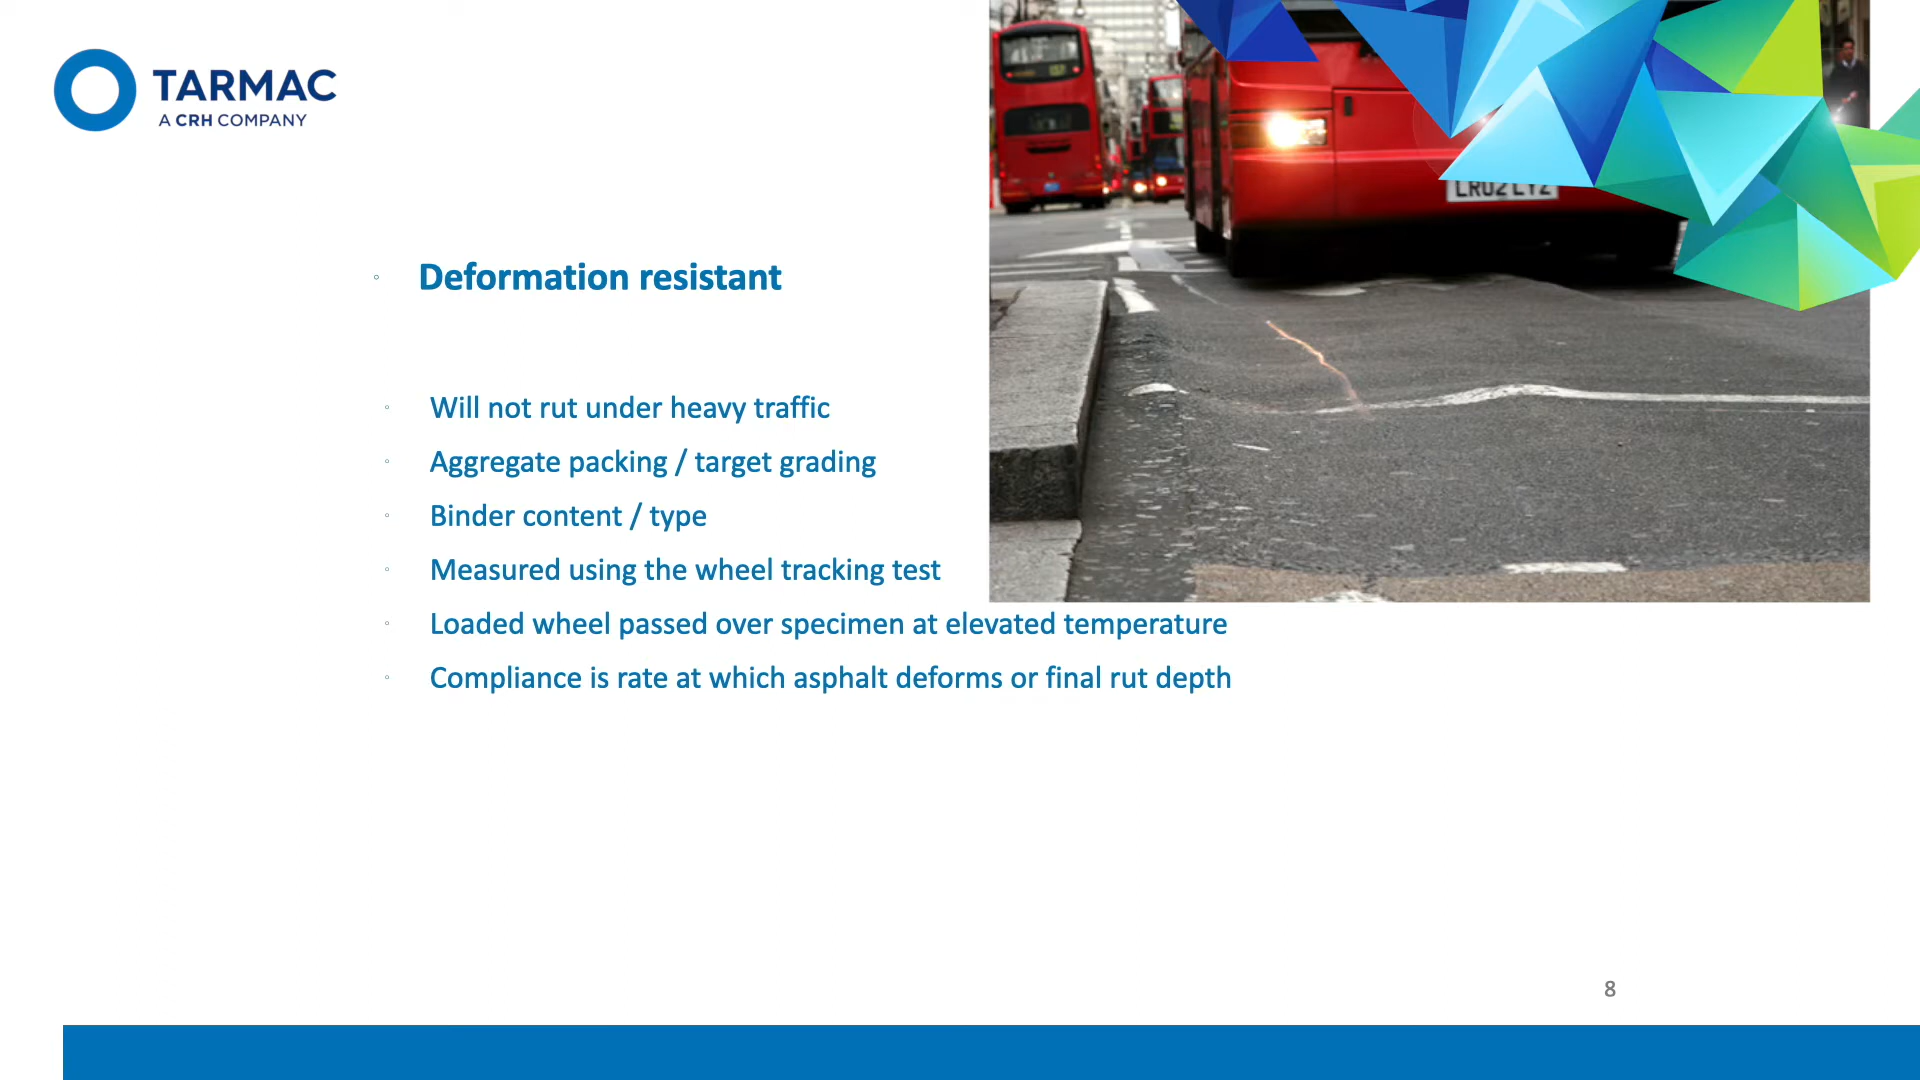 TARMAC
A CRH COMPANY
Deformation resistant
Will not rut under heavy traffic
Aggregate packing / target grading
Binder content / type
Measured using the wheel tracking test
Loaded wheel passed over specimen at elevated temperature
Compliance is rate at which asphalt deforms or final rut depth
8